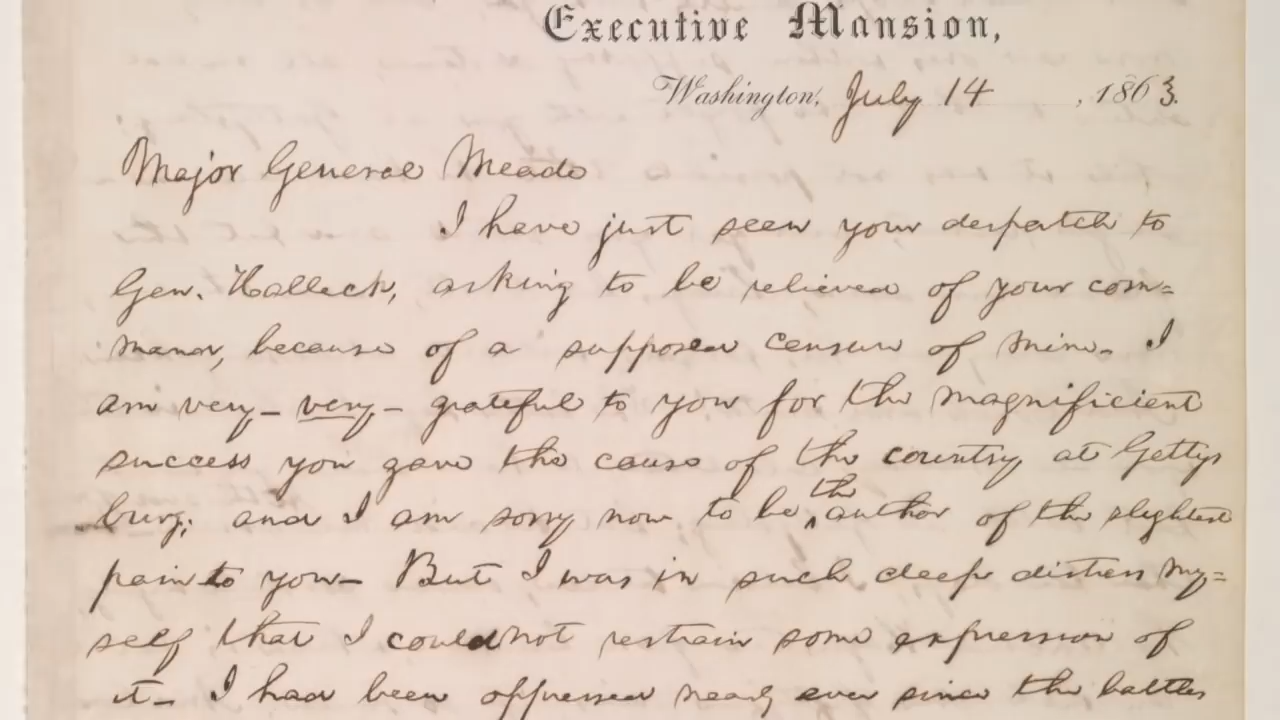 Executive Mansion,
Washington, July 14 , 1863.
Major General Meade
I have just seen your despatch to
Gen. Halleck, asking to be relieved of your com=
mand, because of a supposed censure of mine. I
am very - very - grateful to you for the magnificient
success you gave the cause of the country at Gettys
burg; and I am sorry now to be the author of the slightest
pain to you - But I was in such deep distress my=
self that I could not restrain some expression of
it - I had been oppressed nearly ever since the battles